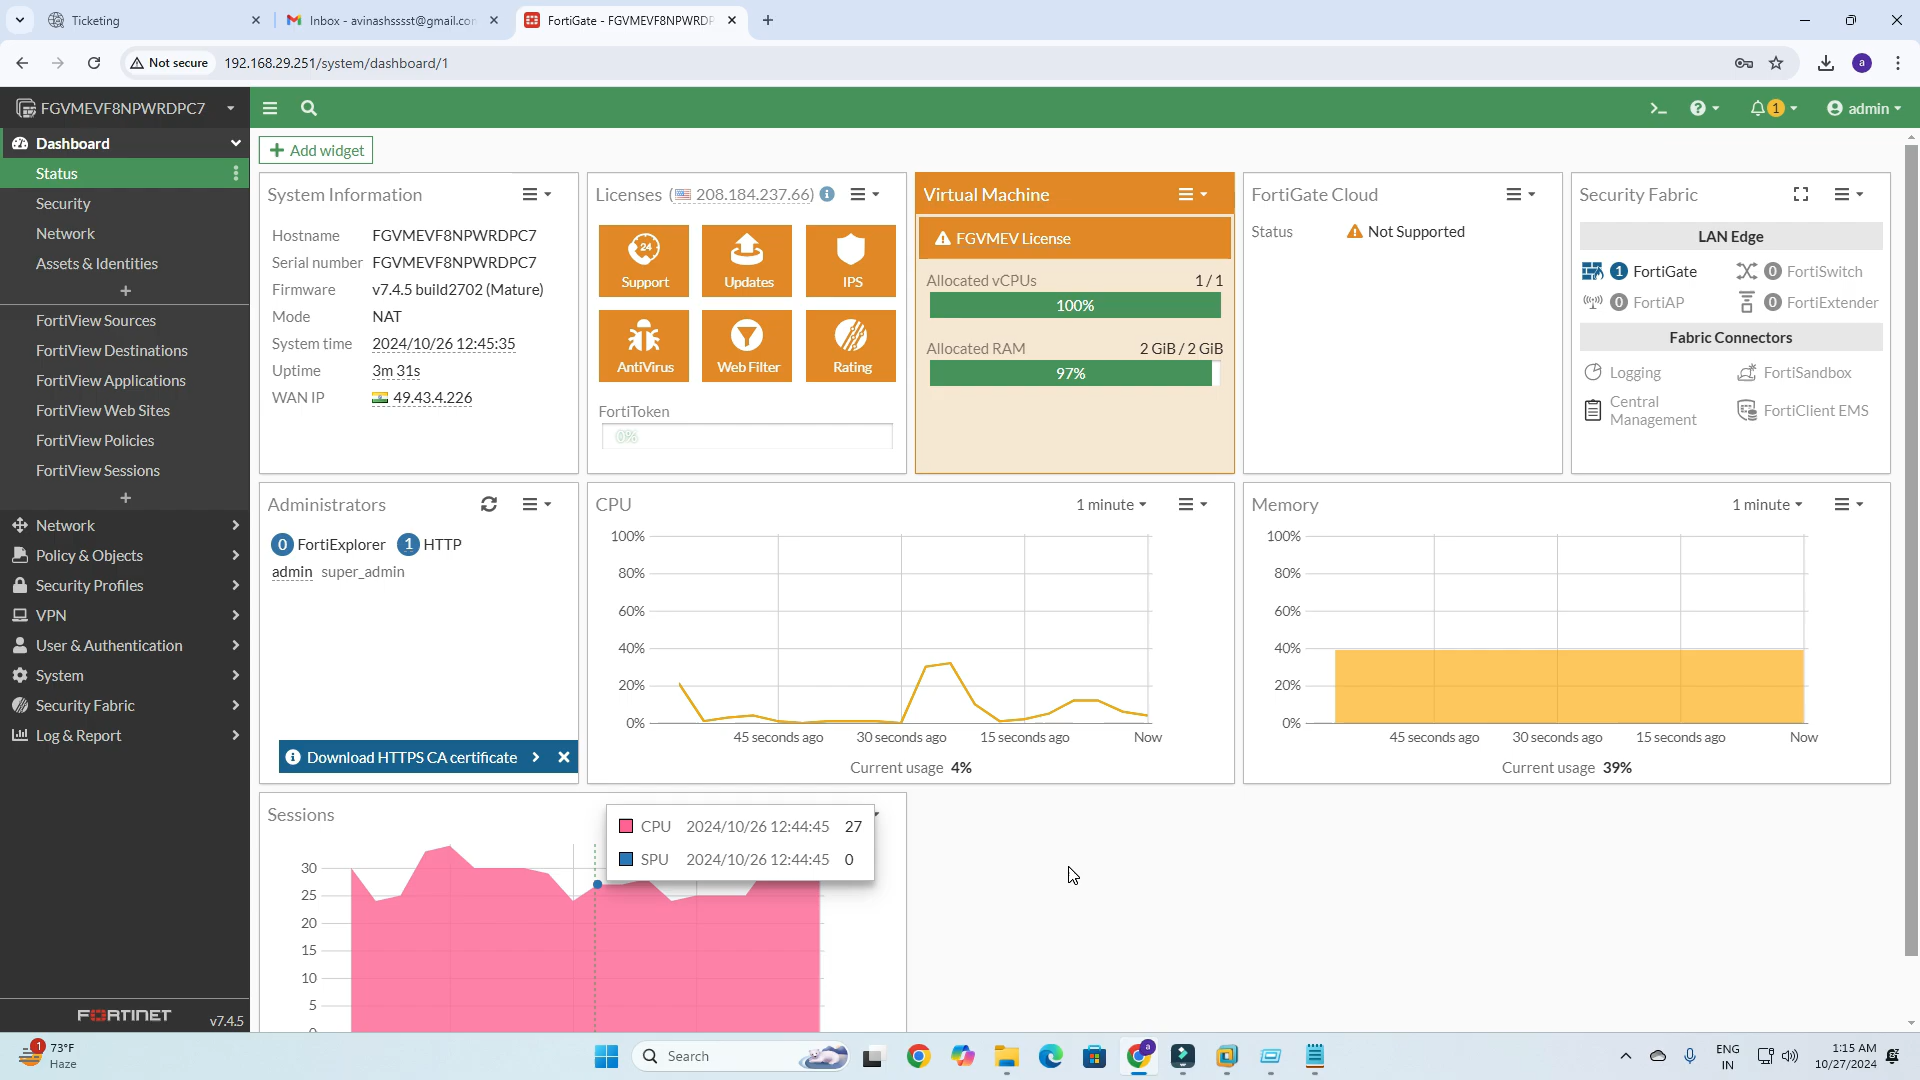 Ticketing
Inbox - avinashsssst@gmail.con
FortiGate - FGVMEVF8NPWRDP
Not secure
192.168.29.251/system/dashboard/1
a
FGVMEVF8NPWRDPC7
1
admin
Dashboard
Status
Security
Network
Assets & Identities
+
FortiView Sources
FortiView Destinations
FortiView Applications
FortiView Web Sites
FortiView Policies
FortiView Sessions
+
Network
Policy & Objects
Security Profiles
VPN
User & Authentication
System
Security Fabric
Log & Report
FORTINET
v7.4.5
+ Add widget
System Information
Hostname FGVMEVF8NPWRDPC7
Serial number FGVMEVF8NPWRDPC7
Firmware v7.4.5 build2702 (Mature)
Mode NAT
System time 2024/10/26 12:45:35
Uptime 3m 31s
WAN IP 49.43.4.226
Licenses (208.184.237.66)
24
Support
Updates
IPS
AntiVirus
Web Filter
Rating
FortiToken
0%
Virtual Machine
FGVMEV License
Allocated vCPUs 1 / 1
100%
Allocated RAM 2 GiB / 2 GiB
97%
FortiGate Cloud
Status Not Supported
Security Fabric
LAN Edge
1 FortiGate
0 FortiSwitch
0 FortiAP
0 FortiExtender
Fabric Connectors
Logging
FortiSandbox
Central
Management
FortiClient EMS
Administrators
0 FortiExplorer 1 HTTP
admin super_admin
Download HTTPS CA certificate
CPU
1 minute
100%
80%
60%
40%
20%
0%
45 seconds ago 30 seconds ago 15 seconds ago Now
Current usage 4%
Memory
1 minute
100%
80%
60%
40%
20%
0%
45 seconds ago 30 seconds ago 15 seconds ago Now
Current usage 39%
Sessions
CPU 2024/10/26 12:44:45 27
SPU 2024/10/26 12:44:45 0
30
25
20
15
10
5
0
1
73°F
Haze
Search
a
ENG
IN
1:15 AM
10/27/2024